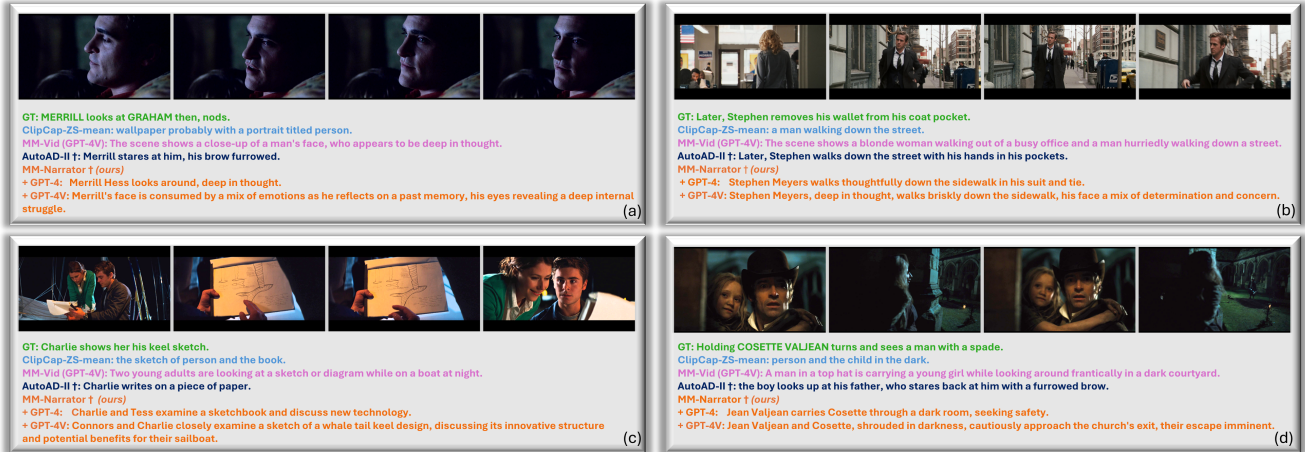 GT: MERRILL looks at GRAHAM then, nods.
ClipCap-ZS-mean: wallpaper probably with a portrait titled person.
MM-Vid (GPT-4V): The scene shows a close-up of a man's face, who appears to be deep in thought.
AutoAD-II †: Merrill stares at him, his brow furrowed.
MM-Narrator † (ours)
+ GPT-4: Merrill Hess looks around, deep in thought.
+ GPT-4V: Merrill's face is consumed by a mix of emotions as he reflects on a past memory, his eyes revealing a deep internal
struggle.
(a)
GT: Later, Stephen removes his wallet from his coat pocket.
ClipCap-ZS-mean: a man walking down the street.
MM-Vid (GPT-4V): The scene shows a blonde woman walking out of a busy office and a man hurriedly walking down a street.
AutoAD-II †: Later, Stephen walks down the street with his hands in his pockets.
MM-Narrator † (ours)
+ GPT-4: Stephen Meyers walks thoughtfully down the sidewalk in his suit and tie.
+ GPT-4V: Stephen Meyers, deep in thought, walks briskly down the sidewalk, his face a mix of determination and concern.
(b)
GT: Charlie shows her his keel sketch.
ClipCap-ZS-mean: the sketch of person and the book.
MM-Vid (GPT-4V): Two young adults are looking at a sketch or diagram while on a boat at night.
AutoAD-II †: Charlie writes on a piece of paper.
MM-Narrator † (ours)
+ GPT-4: Charlie and Tess examine a sketchbook and discuss new technology.
+ GPT-4V: Connors and Charlie closely examine a sketch of a whale tail keel design, discussing its innovative structure
and potential benefits for their sailboat.
(c)
GT: Holding COSETTE VALJEAN turns and sees a man with a spade.
ClipCap-ZS-mean: person and the child in the dark.
MM-Vid (GPT-4V): A man in a top hat is carrying a young girl while looking around frantically in a dark courtyard.
AutoAD-II †: the boy looks up at his father, who stares back at him with a furrowed brow.
MM-Narrator † (ours)
+ GPT-4: Jean Valjean carries Cosette through a dark room, seeking safety.
+ GPT-4V: Jean Valjean and Cosette, shrouded in darkness, cautiously approach the church's exit, their escape imminent.
(d)